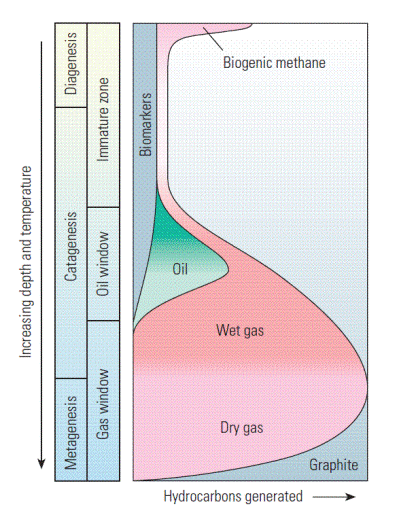 Increasing depth and temperature
Diagenesis
Catagenesis
Metagenesis
Immature zone
Oil window
Gas window
Biomarkers
Biogenic methane
Oil
Wet gas
Dry gas
Graphite
Hydrocarbons generated